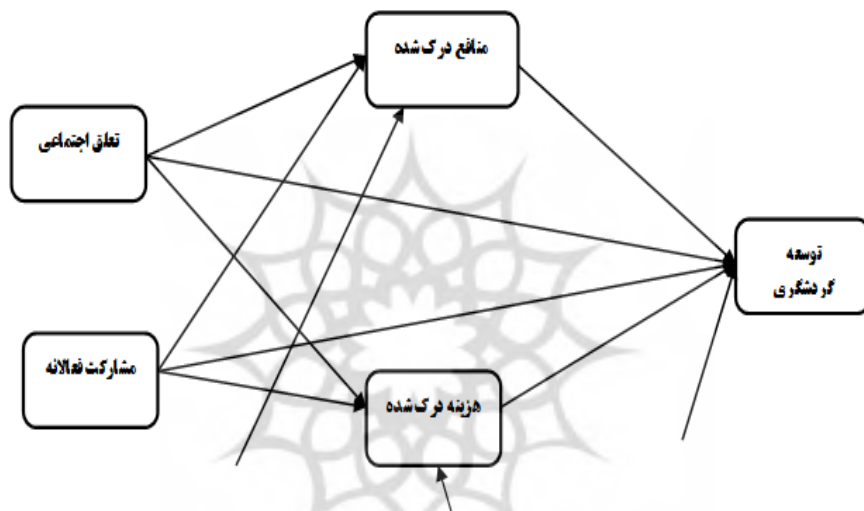 منافع درک‌شده
تعلق اجتماعی
توسعه
گردشگری
مشارکت فعالانه
هزینه درک‌شده